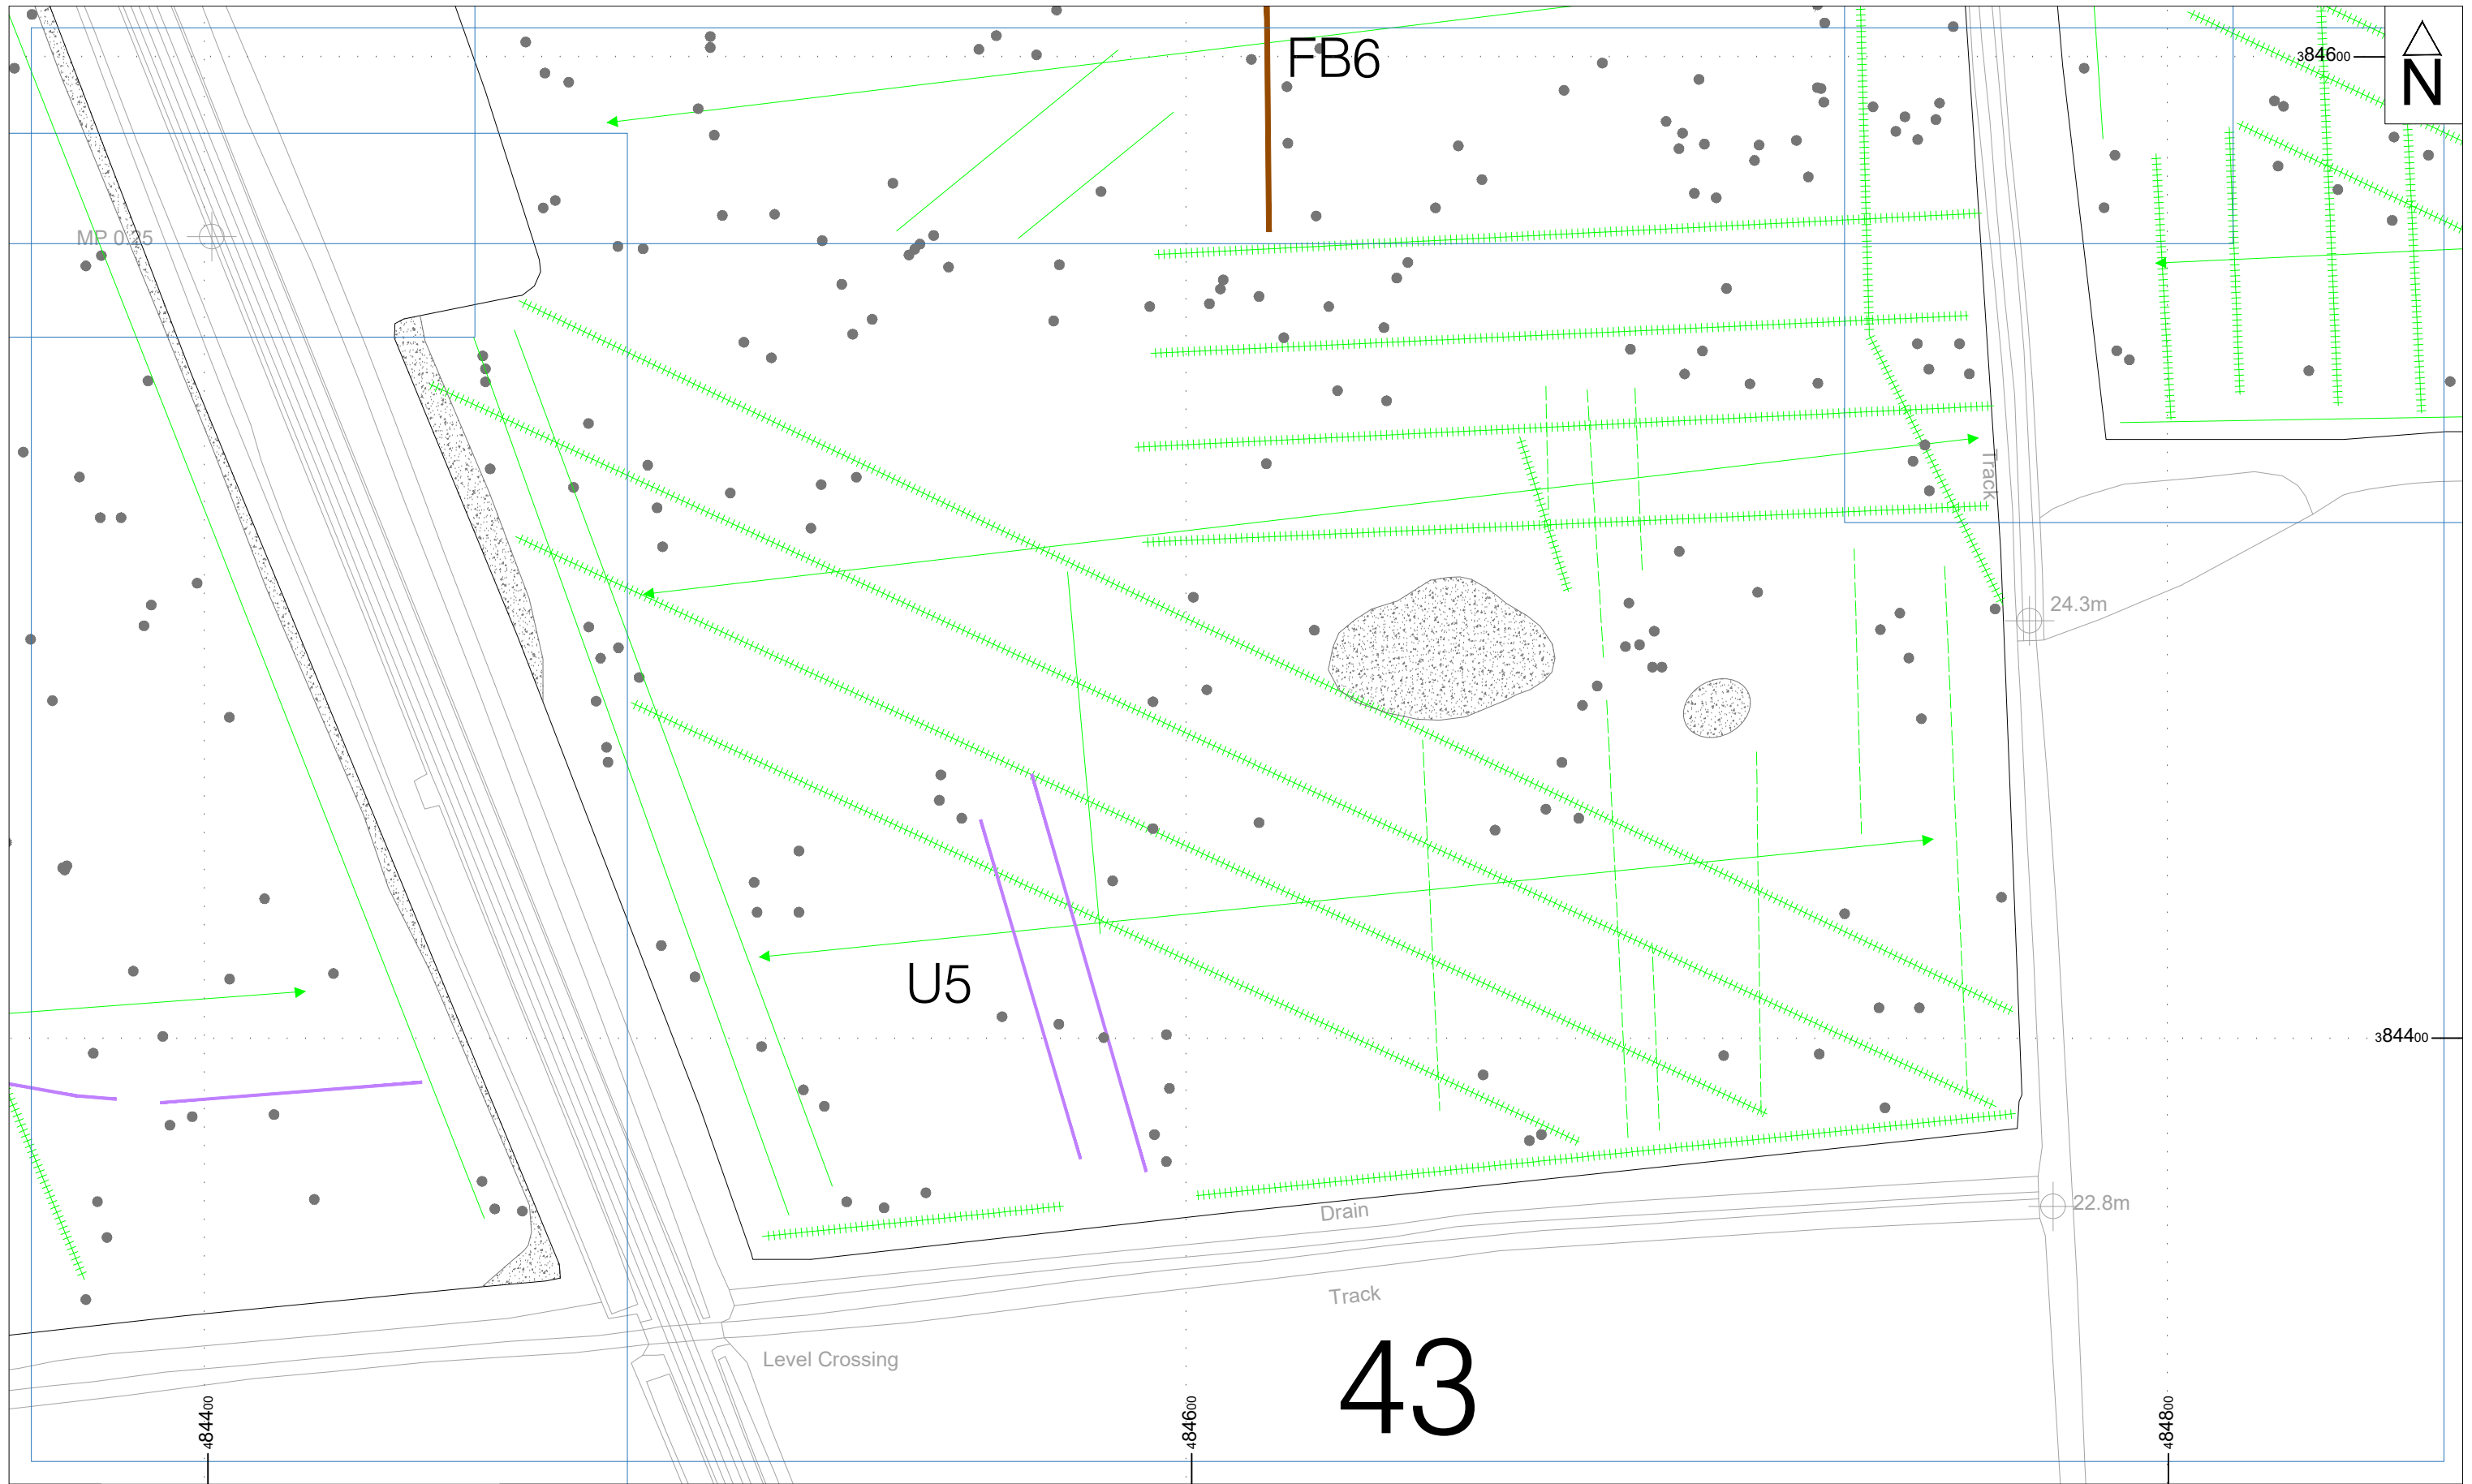 FB6
384600
N
MP 0.25
Track
24.3m
U5
384400
Drain
22.8m
Track
Level Crossing
43
484400
484600
484800